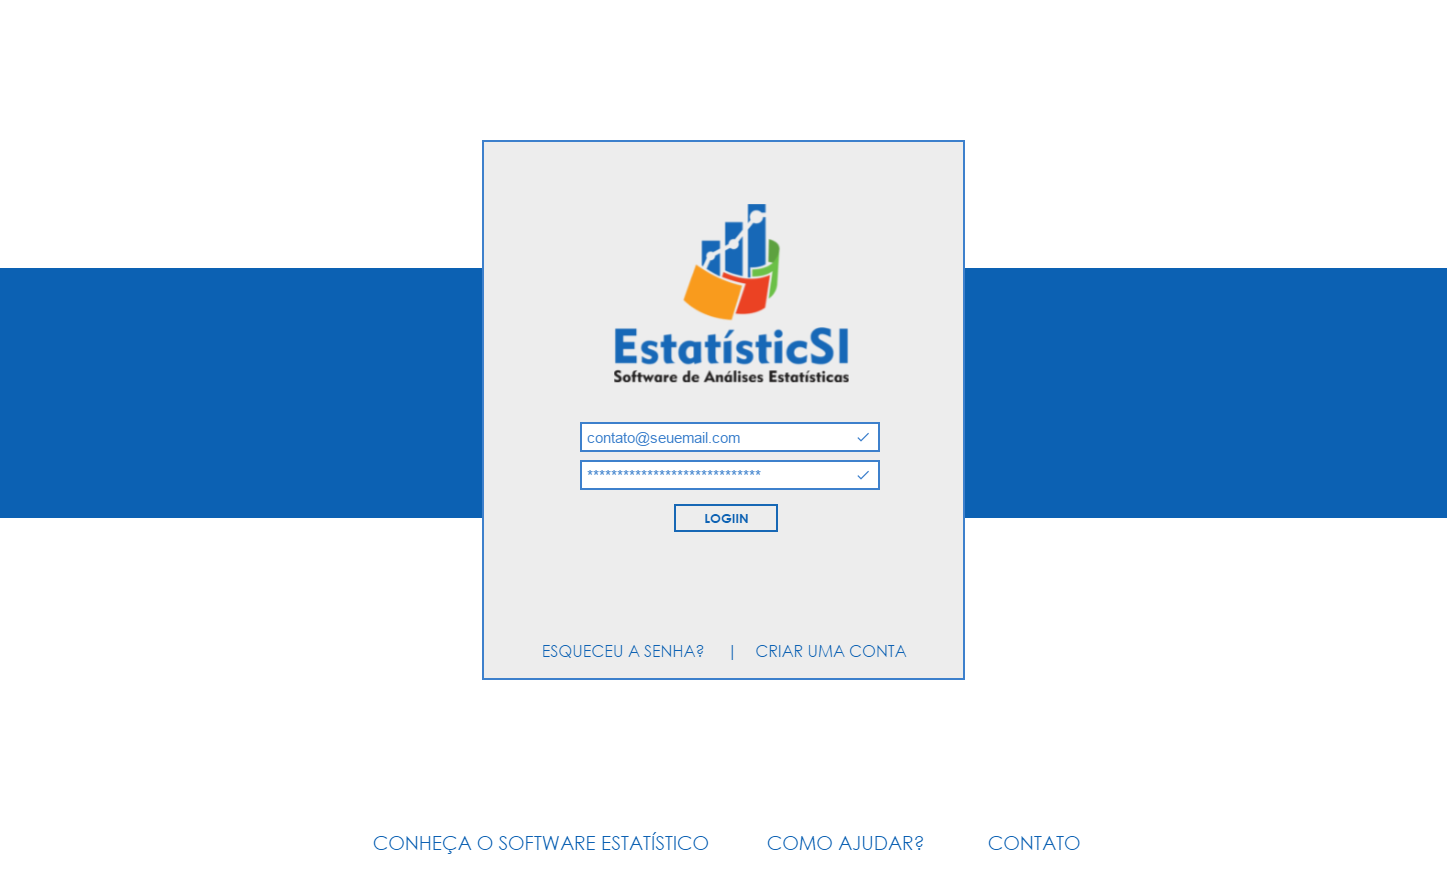 EstatísticSI
Software de Análises Estatísticas
contato@seuemail.com
*****************************
LOGIIN
ESQUECEU A SENHA? | CRIAR UMA CONTA
CONHEÇA O SOFTWARE ESTATÍSTICO COMO AJUDAR? CONTATO